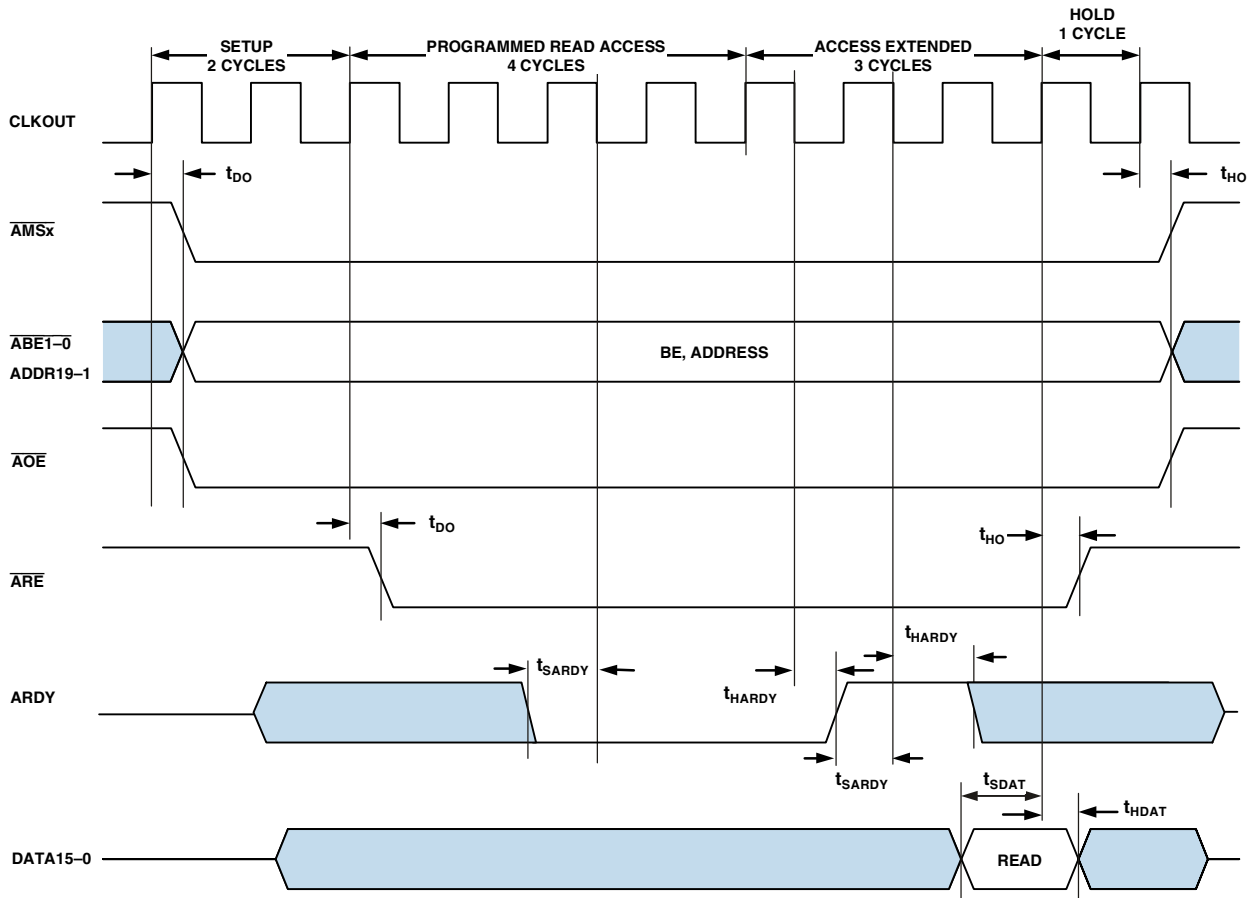 HOLD
1 CYCLE
SETUP
2 CYCLES
PROGRAMMED READ ACCESS
4 CYCLES
ACCESS EXTENDED
3 CYCLES
CLKOUT
tDO
tHO
AMSx
ABE1–0
BE, ADDRESS
ADDR19–1
AOE
tDO
tHO
ARE
tHARDY
tSARDY
ARDY
tHARDY
tSARDY
tSDAT
tHDAT
DATA15–0
READ